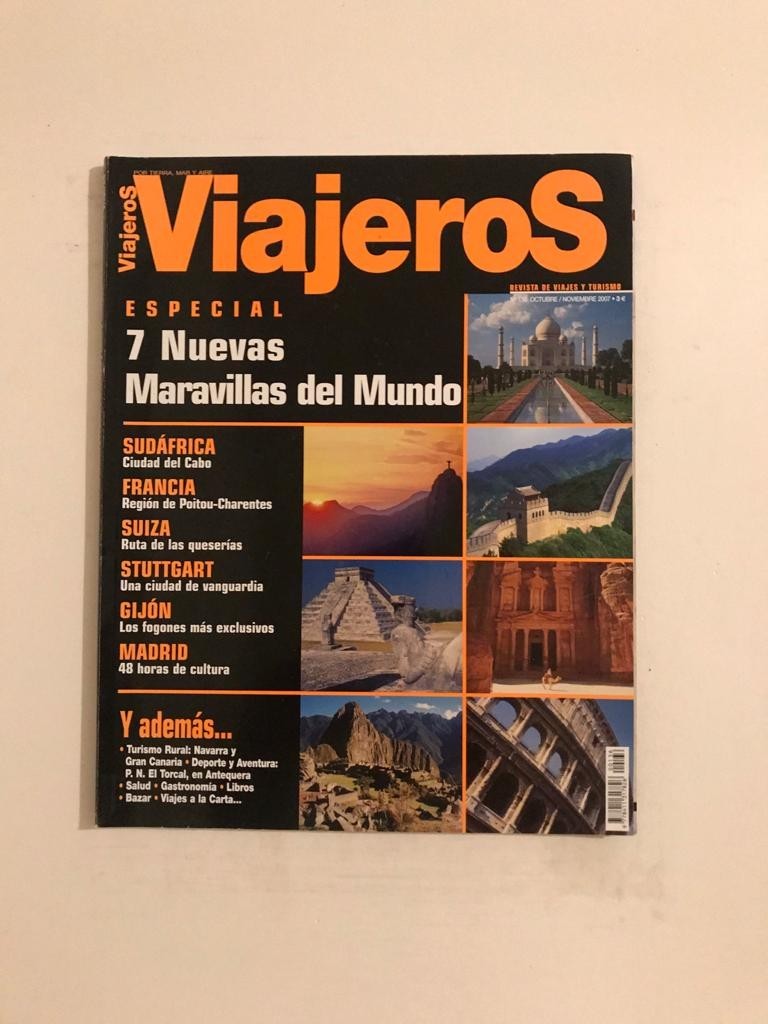 POR TIERRA, MAR Y AIRE
ViajeroS
ViajeroS
REVISTA DE VIAJES Y TURISMO
Nº 136 OCTUBRE / NOVIEMBRE 2007 • 3 €
ESPECIAL
7 Nuevas
Maravillas del Mundo
SUDÁFRICA
Ciudad del Cabo
FRANCIA
Región de Poitou-Charentes
SUIZA
Ruta de las queserías
STUTTGART
Una ciudad de vanguardia
GIJÓN
Los fogones más exclusivos
MADRID
48 horas de cultura
Y además...
• Turismo Rural: Navarra y
Gran Canaria • Deporte y Aventura:
P. N. El Torcal, en Antequera
• Salud • Gastronomía • Libros
• Bazar • Viajes a la Carta...
00136